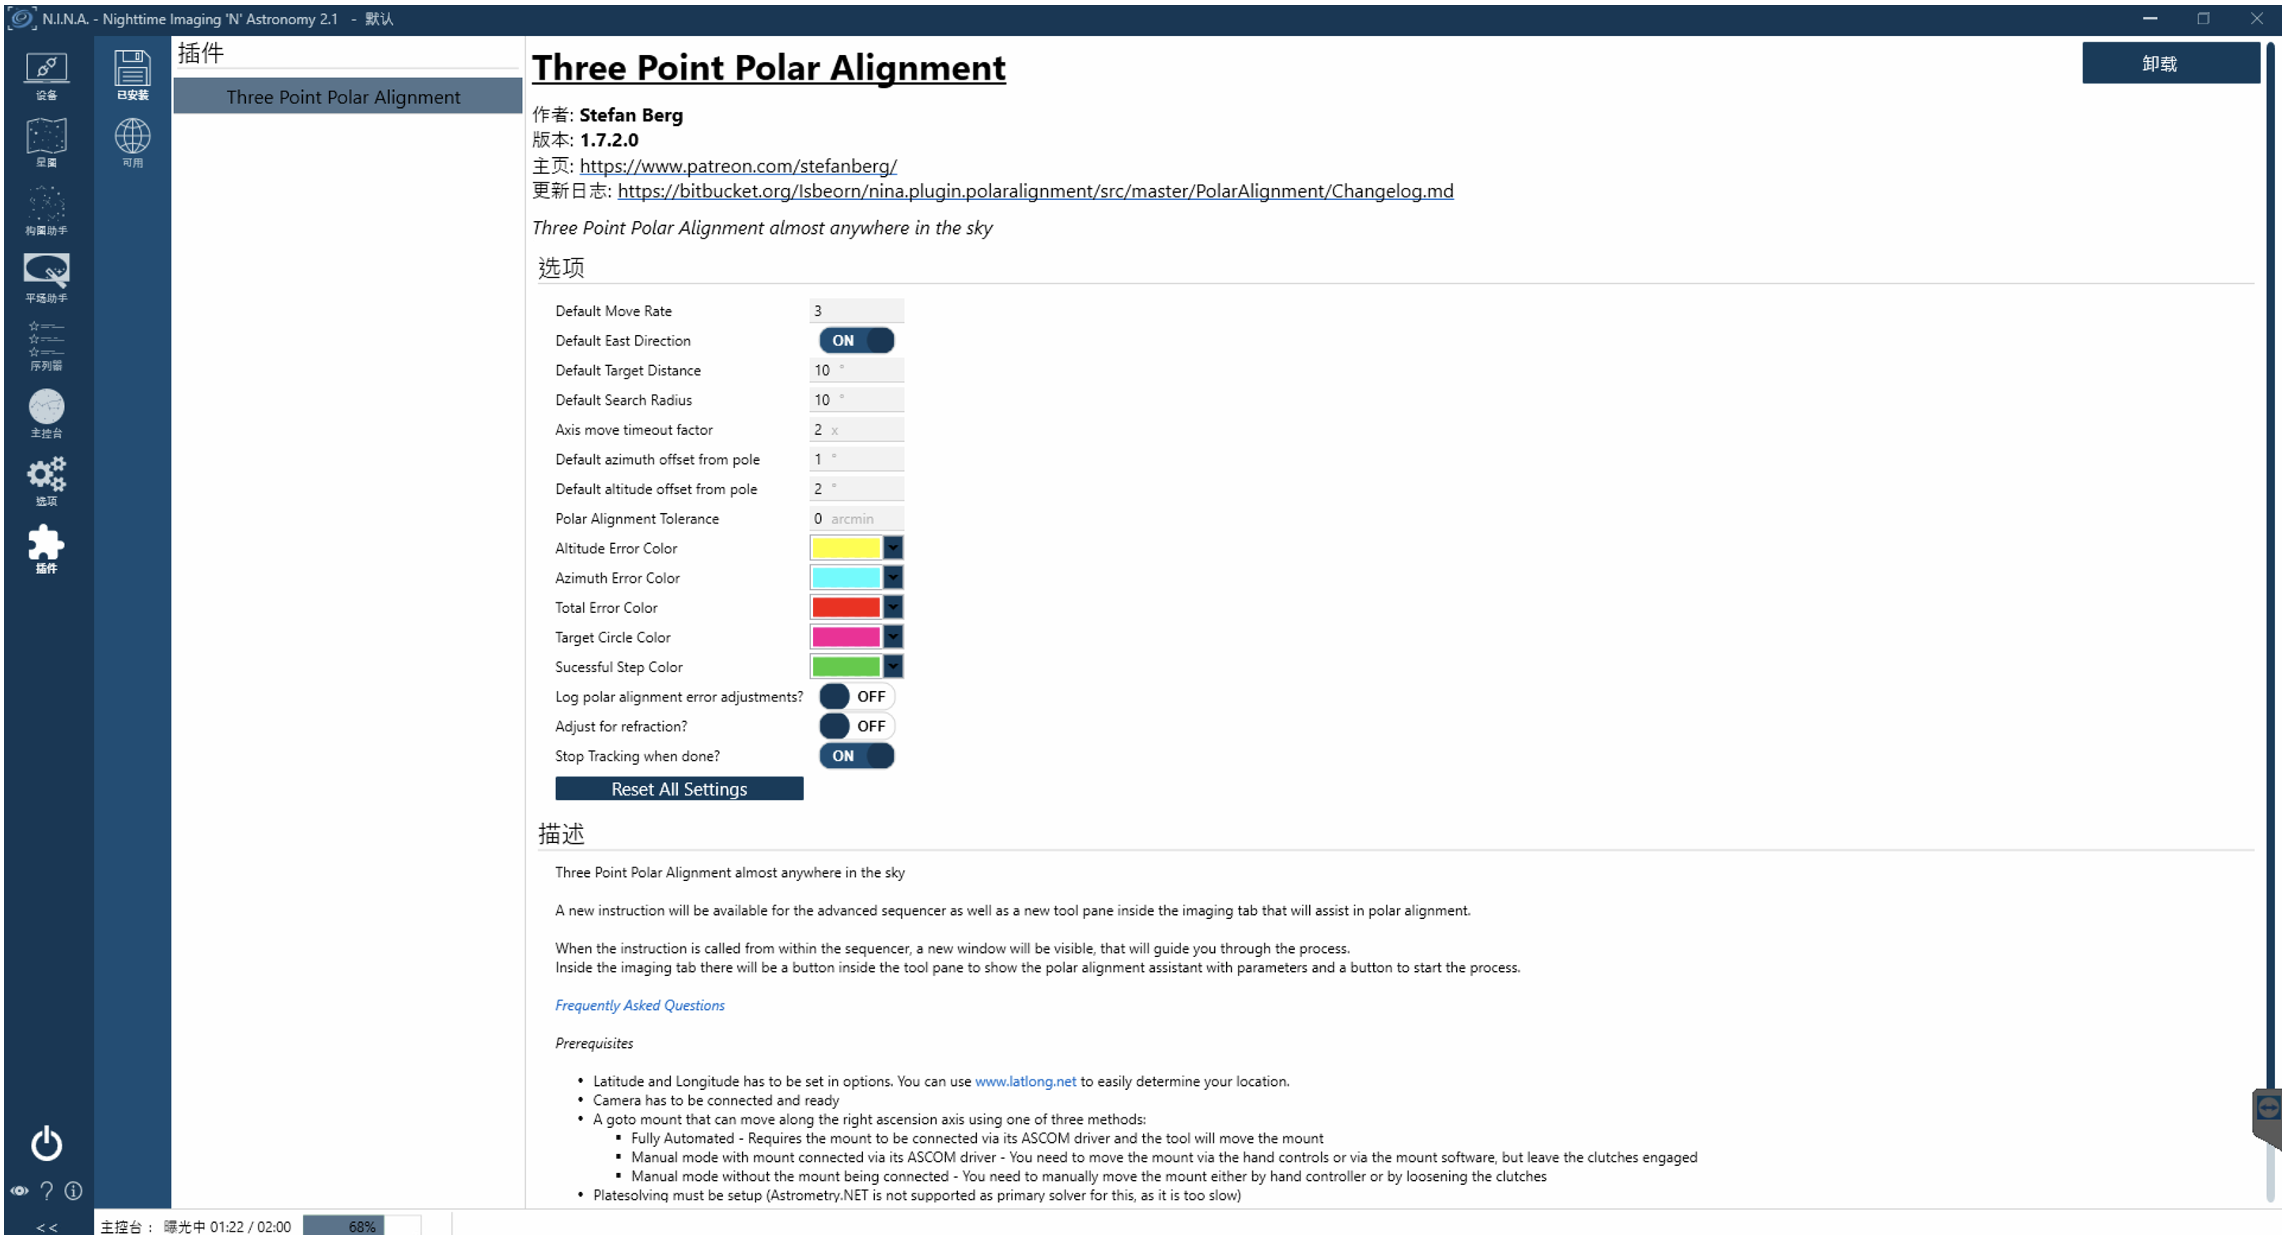 N.I.N.A. - Nighttime Imaging 'N' Astronomy 2.1 - 默认
设备
星图
构图助手
平场助手
序列器
主控台
选项
插件
<<
已安装
可用
插件
Three Point Polar Alignment
Three Point Polar Alignment
卸载
作者: Stefan Berg
版本: 1.7.2.0
主页: https://www.patreon.com/stefanberg/
更新日志: https://bitbucket.org/Isbeorn/nina.plugin.polaralignment/src/master/PolarAlignment/Changelog.md
Three Point Polar Alignment almost anywhere in the sky
选项
Default Move Rate 3
Default East Direction ON
Default Target Distance 10 °
Default Search Radius 10 °
Axis move timeout factor 2 x
Default azimuth offset from pole 1 °
Default altitude offset from pole 2 °
Polar Alignment Tolerance 0 arcmin
Altitude Error Color
Azimuth Error Color
Total Error Color
Target Circle Color
Sucessful Step Color
Log polar alignment error adjustments? OFF
Adjust for refraction? OFF
Stop Tracking when done? ON
Reset All Settings
描述
Three Point Polar Alignment almost anywhere in the sky
A new instruction will be available for the advanced sequencer as well as a new tool pane inside the imaging tab that will assist in polar alignment.
When the instruction is called from within the sequencer, a new window will be visible, that will guide you through the process.
Inside the imaging tab there will be a button inside the tool pane to show the polar alignment assistant with parameters and a button to start the process.
Frequently Asked Questions
Prerequisites
• Latitude and Longitude has to be set in options. You can use www.latlong.net to easily determine your location.
• Camera has to be connected and ready
• A goto mount that can move along the right ascension axis using one of three methods:
▪ Fully Automated - Requires the mount to be connected via its ASCOM driver and the tool will move the mount
▪ Manual mode with mount connected via its ASCOM driver - You need to move the mount via the hand controls or via the mount software, but leave the clutches engaged
▪ Manual mode without the mount being connected - You need to manually move the mount either by hand controller or by loosening the clutches
• Platesolving must be setup (Astrometry.NET is not supported as primary solver for this, as it is too slow)
主控台： 曝光中 01:22 / 02:00 68%